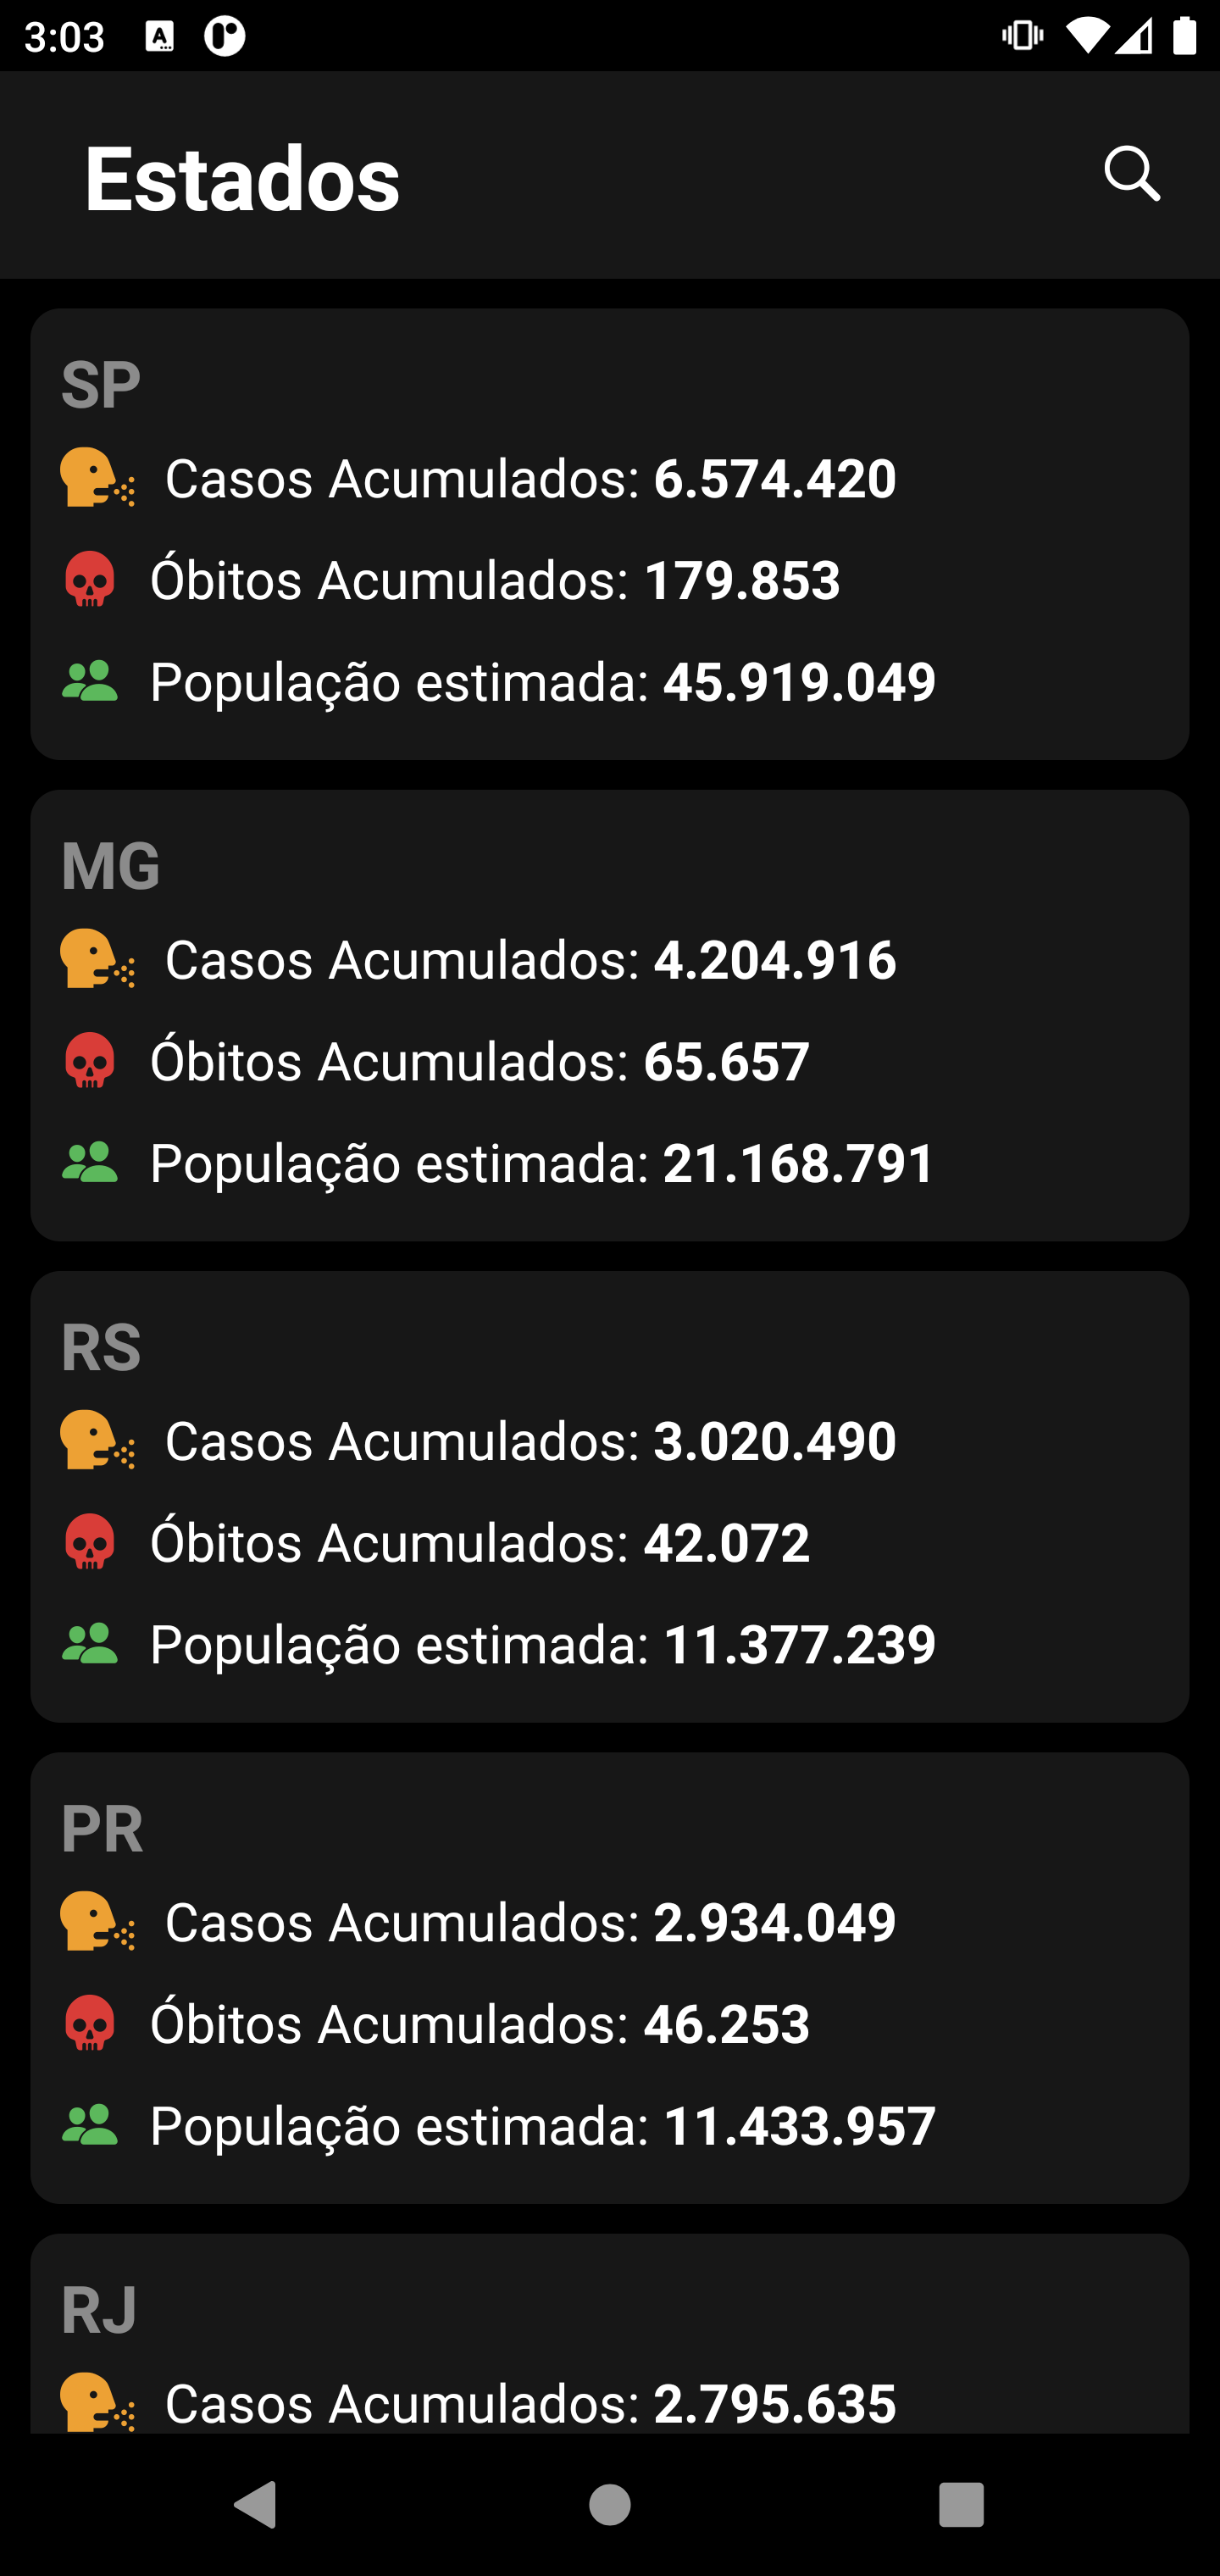 3:03
Estados
SP
Casos Acumulados: 6.574.420
Óbitos Acumulados: 179.853
População estimada: 45.919.049
MG
Casos Acumulados: 4.204.916
Óbitos Acumulados: 65.657
População estimada: 21.168.791
RS
Casos Acumulados: 3.020.490
Óbitos Acumulados: 42.072
População estimada: 11.377.239
PR
Casos Acumulados: 2.934.049
Óbitos Acumulados: 46.253
População estimada: 11.433.957
RJ
Casos Acumulados: 2.795.635